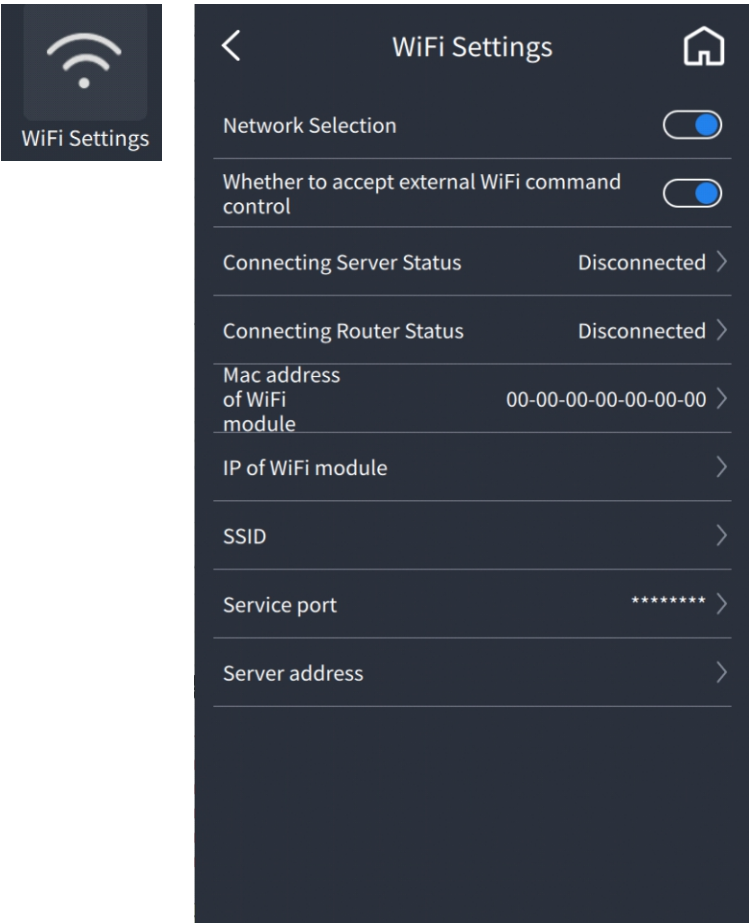 WiFi Settings
WiFi Settings
Network Selection
Whether to accept external WiFi command
control
Connecting Server Status Disconnected
Connecting Router Status Disconnected
Mac address
of WiFi 00-00-00-00-00-00
module
IP of WiFi module
SSID
Service port ********
Server address